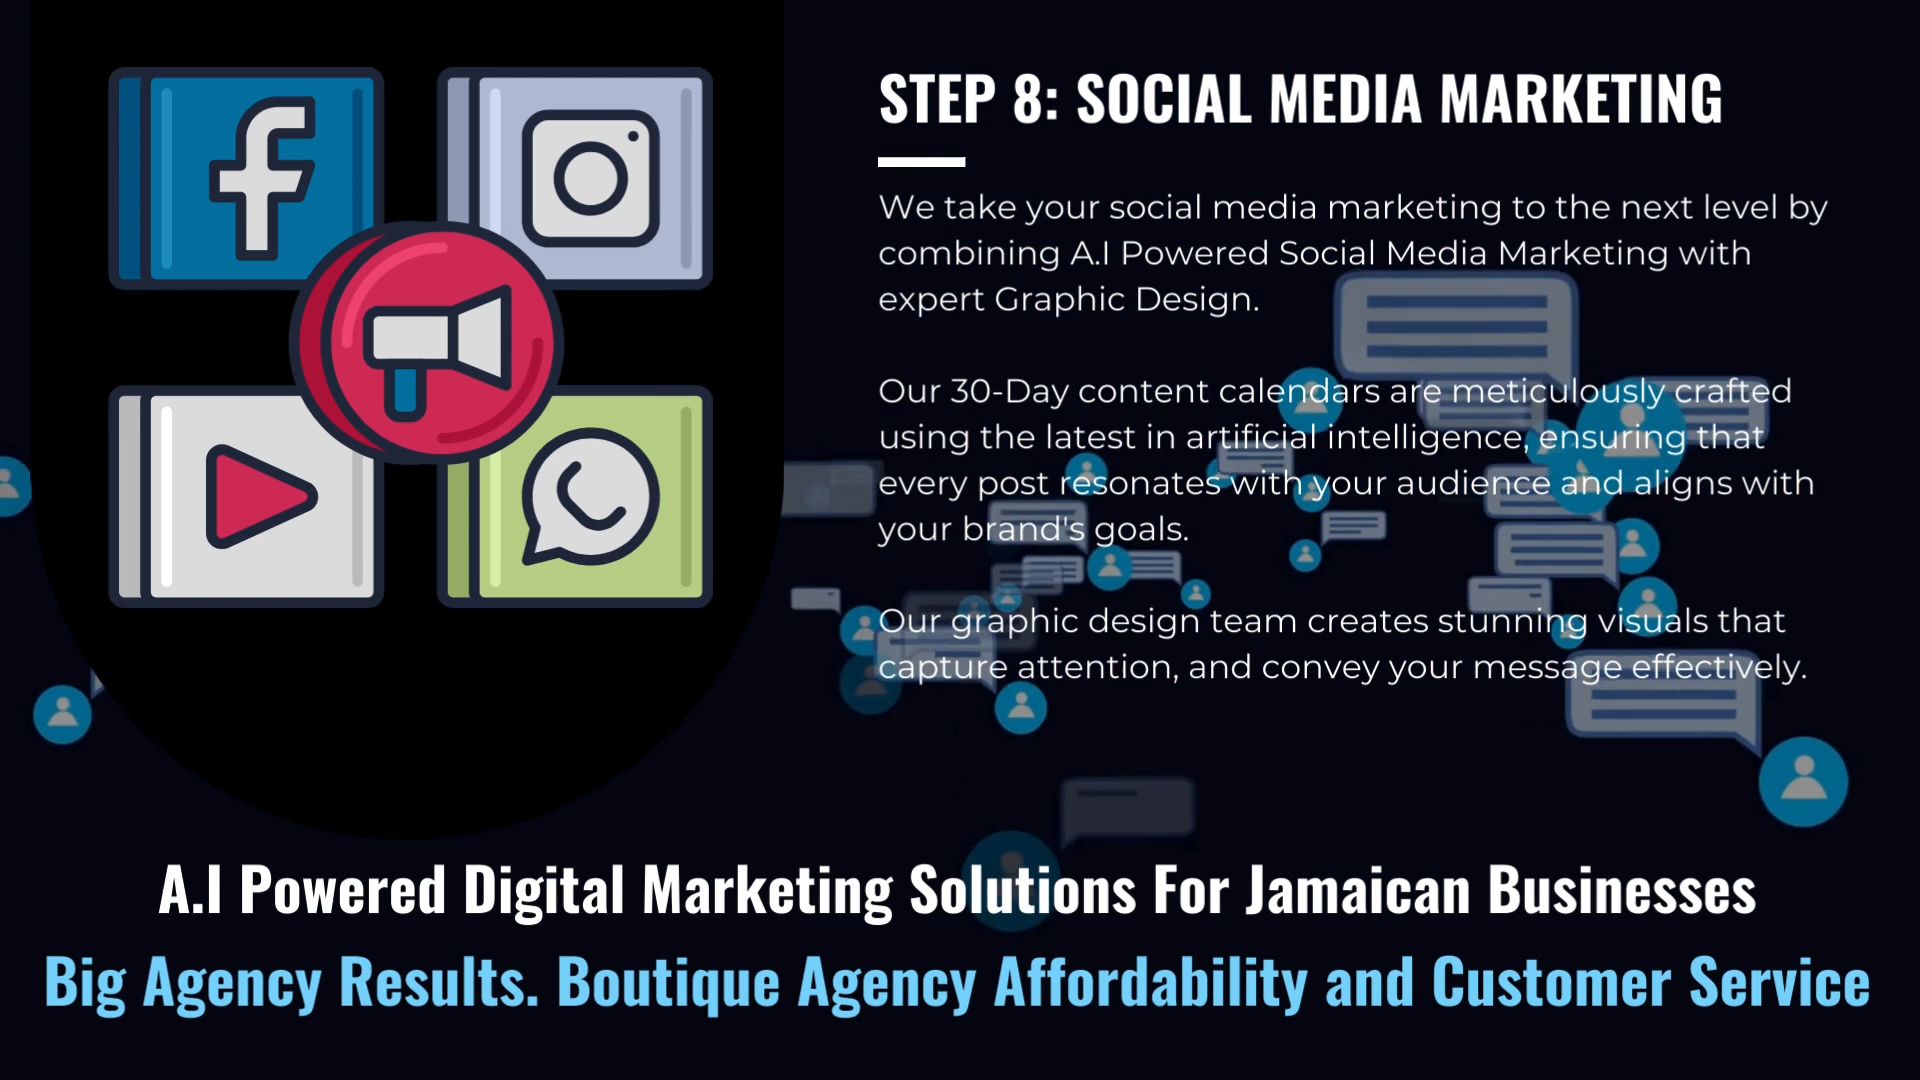 STEP 8: SOCIAL MEDIA MARKETING
We take your social media marketing to the next level by
combining A.I Powered Social Media Marketing with
expert Graphic Design.
Our 30-Day content calendars are meticulously crafted
using the latest in artificial intelligence, ensuring that
every post resonates with your audience and aligns with
your brand's goals.
Our graphic design team creates stunning visuals that
capture attention, and convey your message effectively.
A.I Powered Digital Marketing Solutions For Jamaican Businesses
Big Agency Results. Boutique Agency Affordability and Customer Service